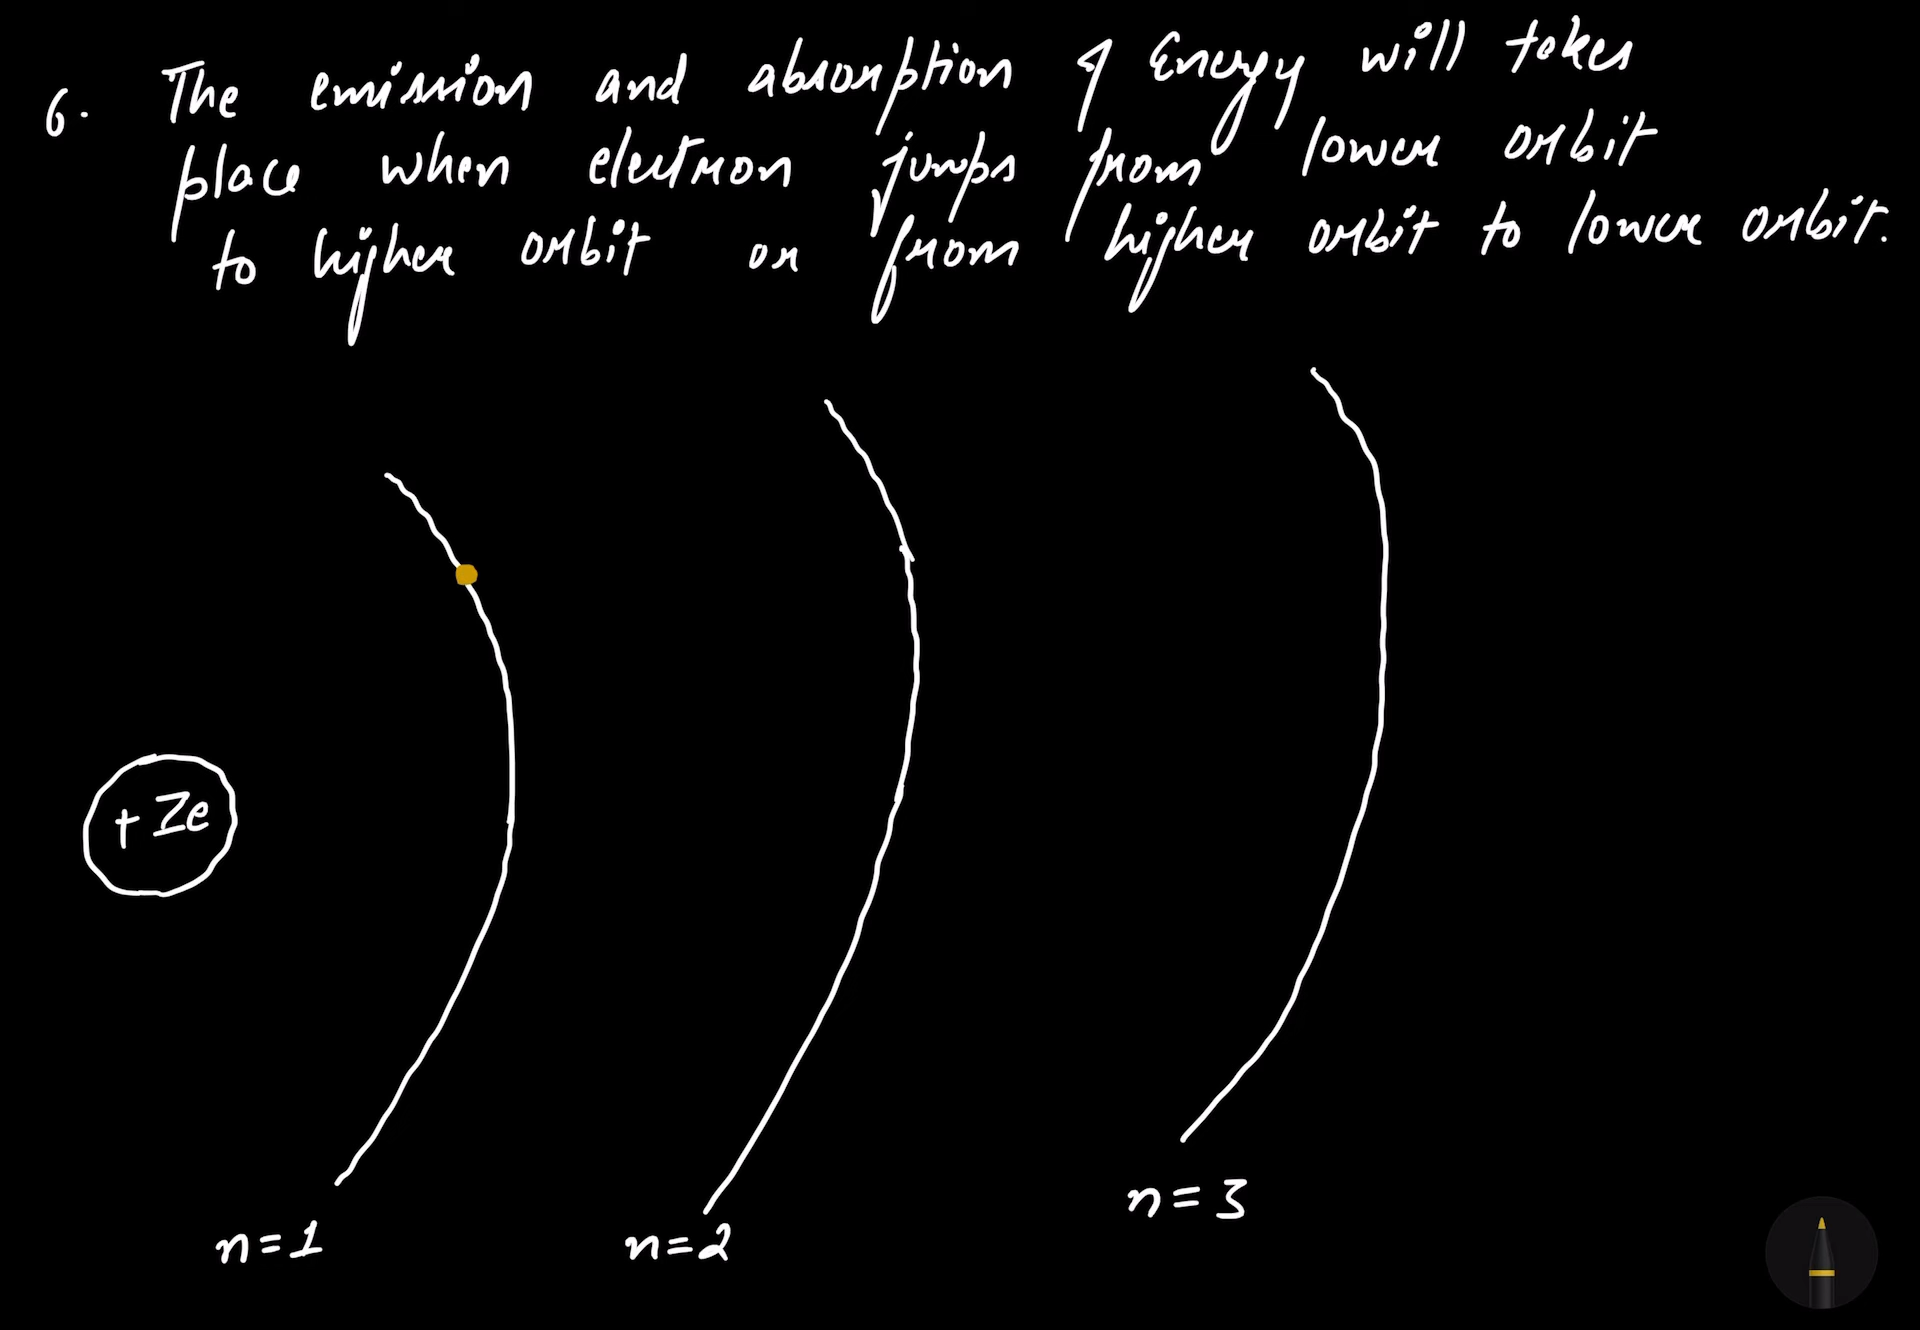 6. The emission and absorption of Energy will takes
place when electron jumps from lower orbit
to higher orbit or from higher orbit to lower orbit.
+ Ze
n=1
n=2
n=3